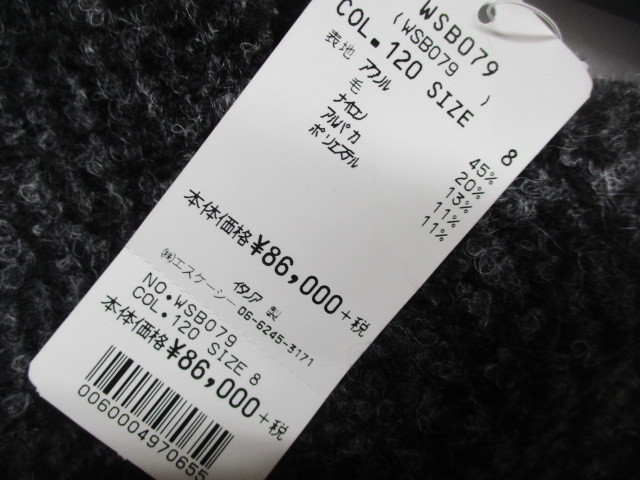 WSB079
(WSB079 )
COL.120 SIZE 8
表地 アクリル 45%
毛 20%
ナイロン 13%
アルパカ 11%
ポリエステル 11%
本体価格¥86,000+税
イタリア 製
㈱エスケーシー06-6245-3171
NO.WSB079
COL.120 SIZE 8
本体価格¥86,000+税
0060004970655